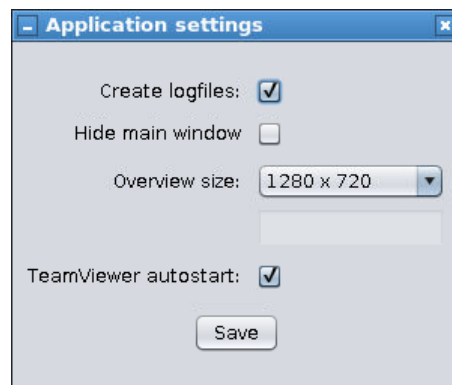 Application settings
Create logfiles:
Hide main window
Overview size: 1280 x 720
TeamViewer autostart:
Save